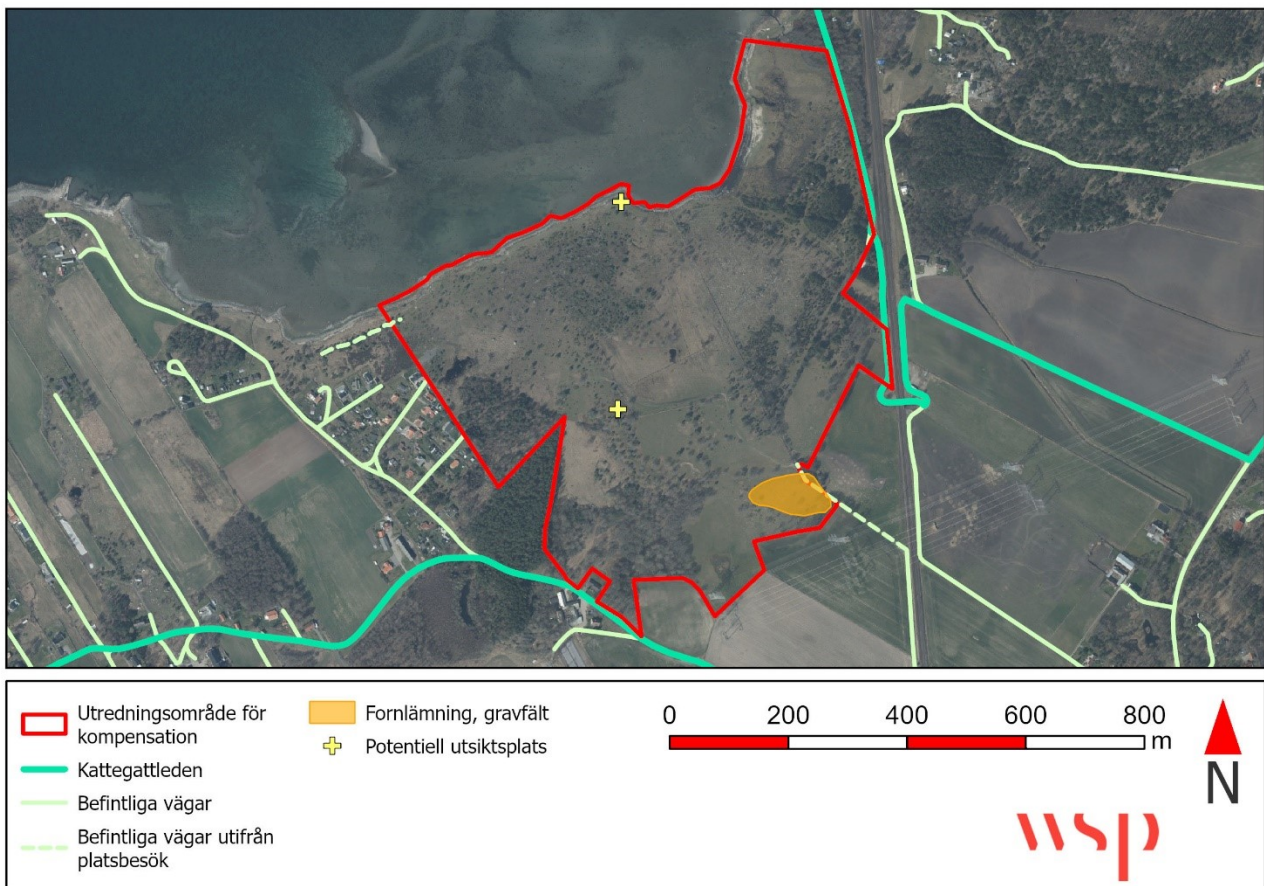 Utredningsområde för
kompensation
Kattegattleden
Befintliga vägar
Befintliga vägar utifrån
platsbesök
Fornlämning, gravfält
Potentiell utsiktsplats
0 200 400 600 800
m
N
wsp